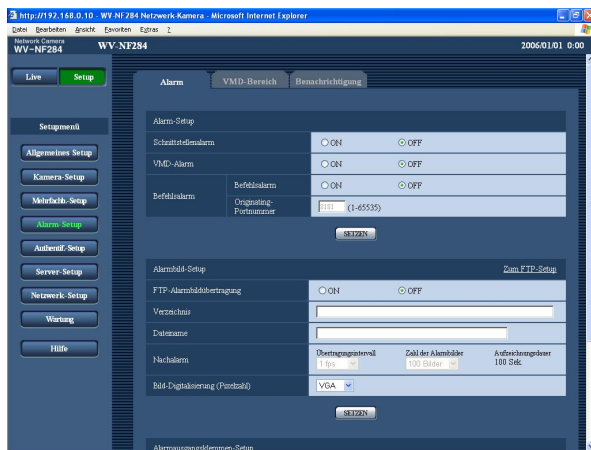 http://192.168.0.10 - WV-NF284 Netzwerk-Kamera - Microsoft Internet Explorer
Datei Bearbeiten Ansicht Favoriten Extras ?
Network Camera
WV-NF284
WV-NF284
2006/01/01 0:00
Live Setup
Alarm VMD-Bereich Benachrichtigung
Setupmenü
Allgemeines Setup
Kamera-Setup
Mehrfachb.-Setup
Alarm-Setup
Authentif.-Setup
Server-Setup
Netzwerk-Setup
Wartung
Hilfe
Alarm-Setup
Schnittstellenalarm ON OFF
VMD-Alarm ON OFF
Befehlsalarm
Befehlsalarm ON OFF
Originating-
Portnummer
8181 (1-65535)
SETZEN
Alarmbild-Setup Zum FTP-Setup
FTP-Alarmbildübertragung ON OFF
Verzeichnis
Dateiname
Nachalarm
Übertragungsintervall Zahl der Alarmbilder Aufzeichnungsdauer
1 fps 100 Bilder 100 Sek.
Bild-Digitalisierung (Pixelzahl) VGA
SETZEN
Alarmausgangsklemmen-Setup